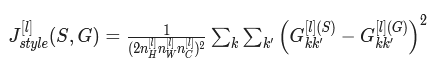 J^{[l]}_{style}(S, G) = \frac{1}{(2n^{[l]}_H n^{[l]}_W n^{[l]}_C)^2} \sum_k \sum_{k'} \left( G^{[l](S)}_{kk'} - G^{[l](G)}_{kk'} \right)^2